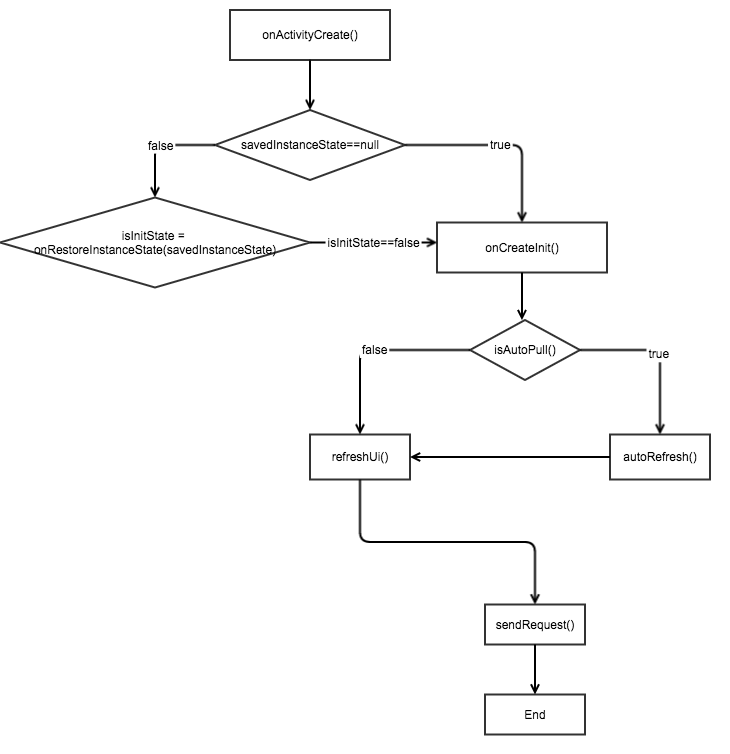 onActivityCreate()
savedInstanceState==null
false
true
isInitState =
onRestoreInstanceState(savedInstanceState)
isInitState==false
onCreateInit()
isAutoPull()
false
true
refreshUi()
autoRefresh()
sendRequest()
End